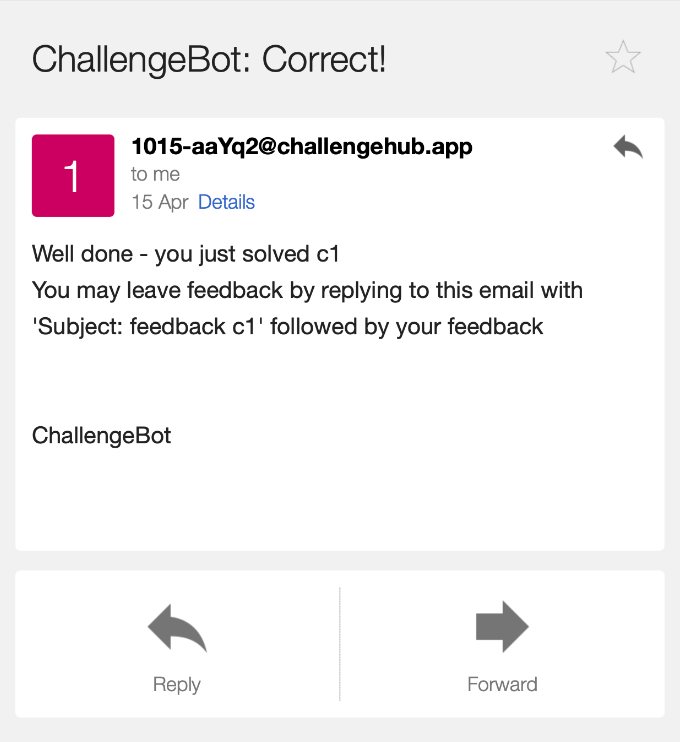 ChallengeBot: Correct!
1
1015-aaYq2@challengehub.app
to me
15 Apr Details
Well done - you just solved c1
You may leave feedback by replying to this email with
'Subject: feedback c1' followed by your feedback
ChallengeBot
Reply
Forward